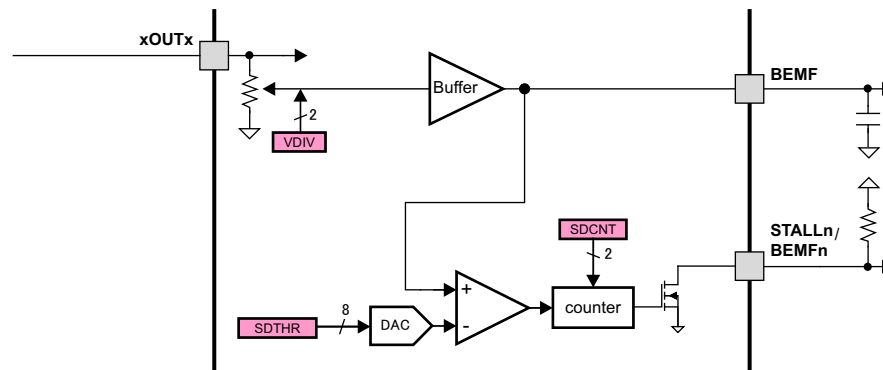 xOUTx
BEMF
Buffer
2
VDIV
SDCNT
2
STALLn/
BEMFn
+
counter
8
SDTHR
DAC
-